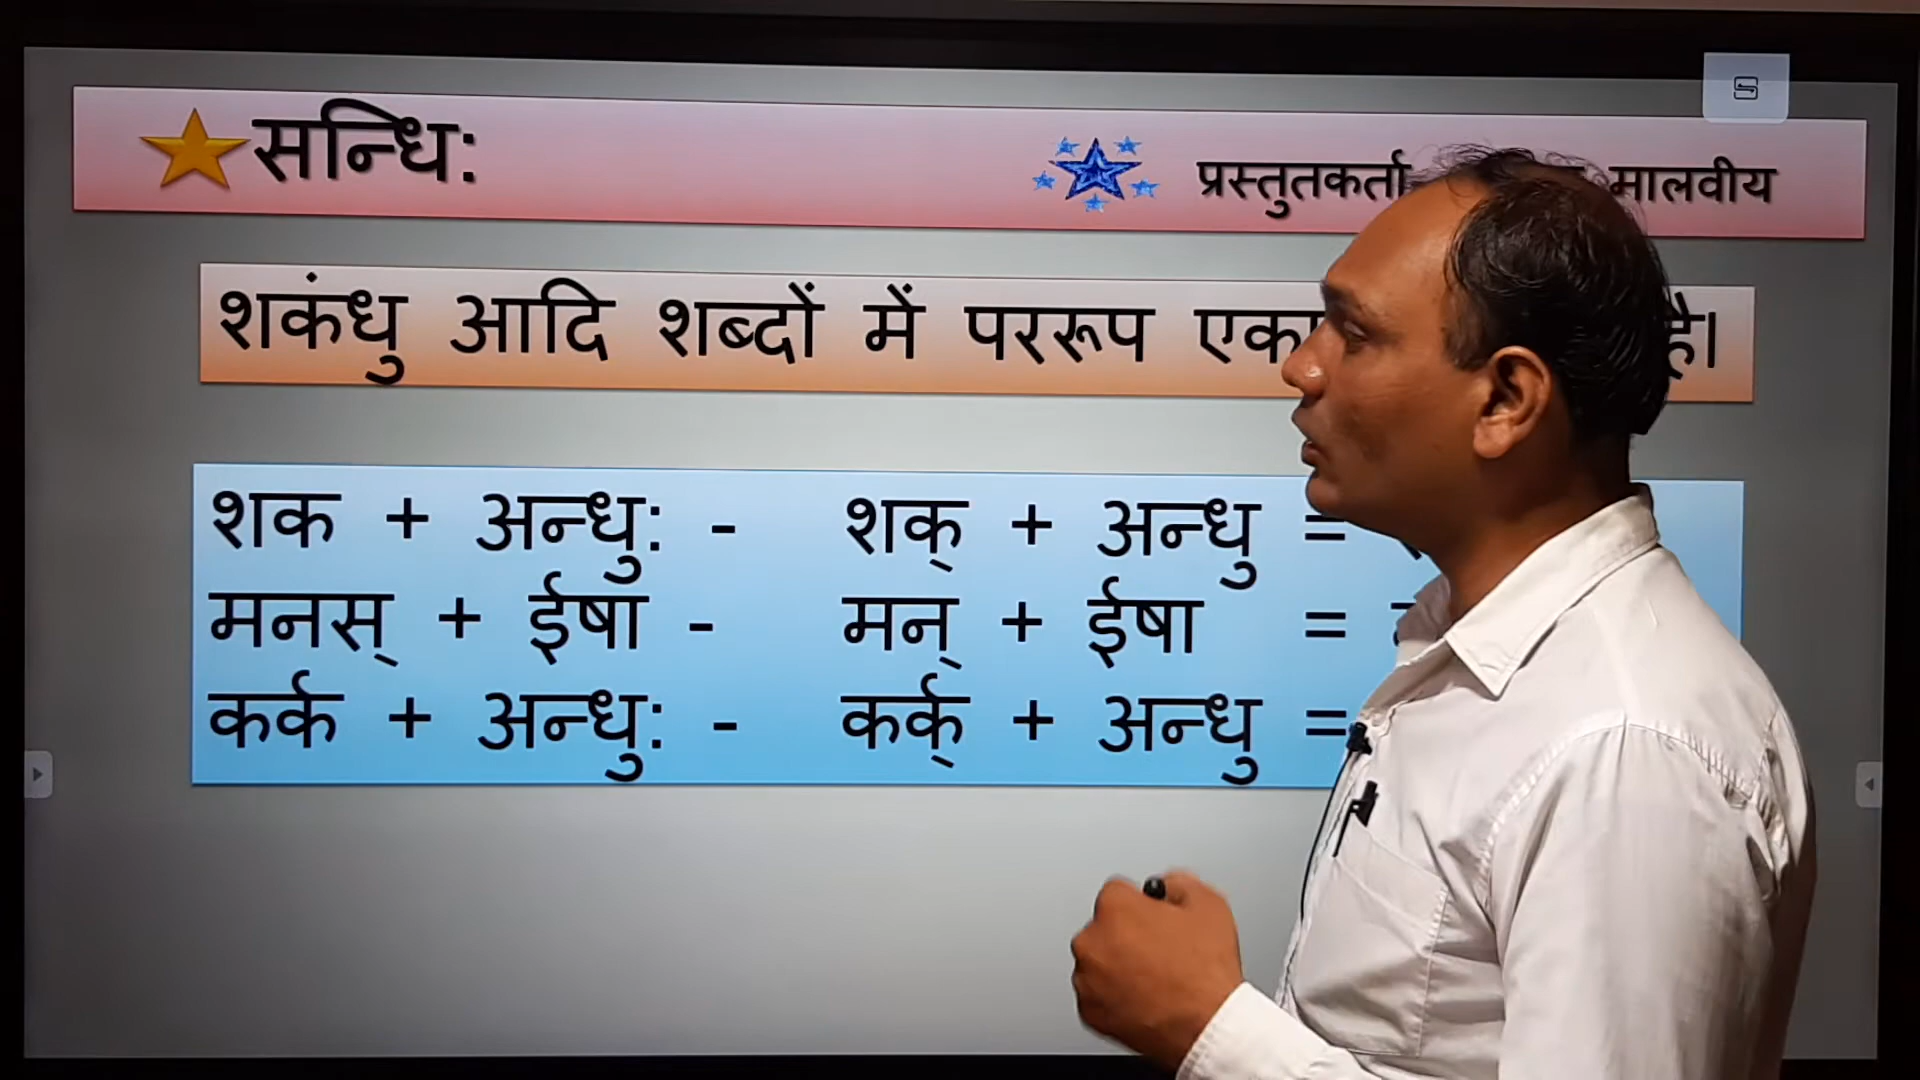 सन्धि:
प्रस्तुतकर्ता मालवीय
शकंधु आदि शब्दों में पररूप है।
शक + अन्धु: - शक् + अन्धु =
मनस् + ईषा - मन् + ईषा =
कर्क + अन्धु: - कर्क् + अन्धु =